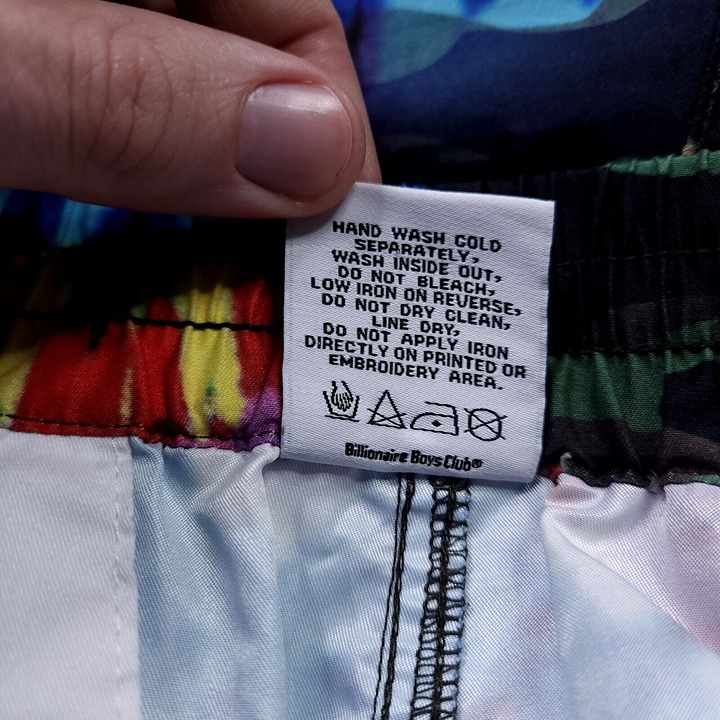 HAND WASH COLD
SEPARATELY,
WASH INSIDE OUT,
DO NOT BLEACH,
LOW IRON ON REVERSE,
DO NOT DRY CLEAN,
LINE DRY,
DO NOT APPLY IRON
DIRECTLY ON PRINTED OR
EMBROIDERY AREA.
Billionaire Boys Club®